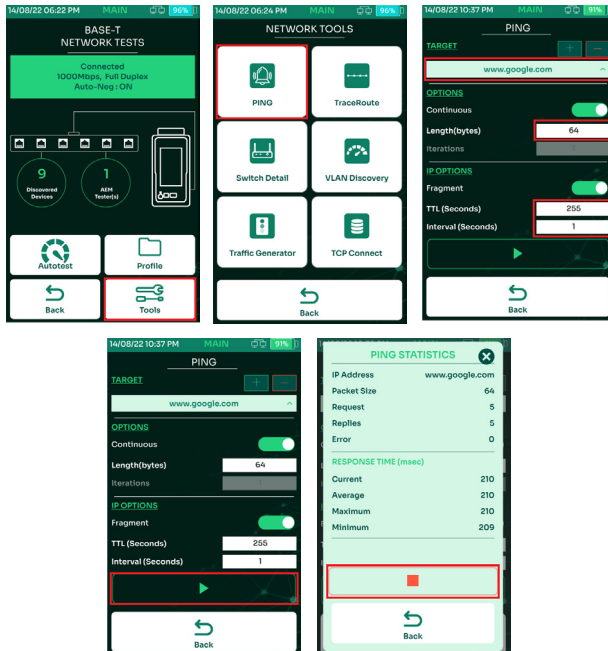 14/08/22 06:22 PM MAIN 96%
BASE-T
NETWORK TESTS
Connected
1000Mbps, Full Duplex
Auto-Neg : ON
9
Discovered
Devices
1
AEM
Tester(s)
Autotest
Profile
Back
Tools
14/08/22 06:24 PM MAIN 96%
NETWORK TOOLS
PING
TraceRoute
Switch Detail
VLAN Discovery
Traffic Generator
TCP Connect
Back
14/08/22 10:37 PM MAIN 91%
PING
TARGET + −
www.google.com
OPTIONS
Continuous
Length(bytes) 64
Iterations 1
IP OPTIONS
Fragment
TTL (Seconds) 255
Interval (Seconds) 1
Back
14/08/22 10:37 PM MAIN 91%
PING
TARGET + −
www.google.com
OPTIONS
Continuous
Length(bytes) 64
Iterations 1
IP OPTIONS
Fragment
TTL (Seconds) 255
Interval (Seconds) 1
Back
91%
PING STATISTICS
IP Address www.google.com
Packet Size 64
Request 5
Replies 5
Error 0
RESPONSE TIME (msec)
Current 210
Average 210
Maximum 210
Minimum 209
Back